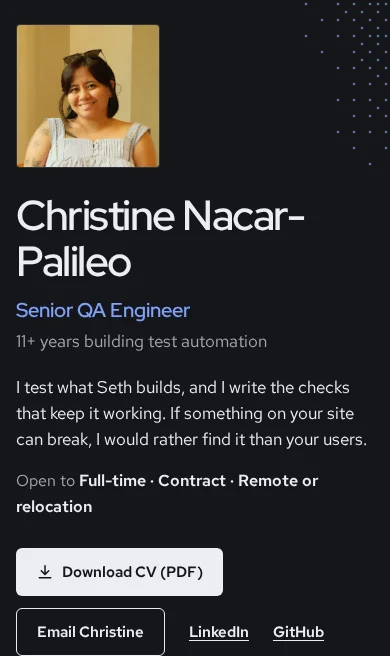 Christine Nacar-
Palileo
Senior QA Engineer
11+ years building test automation
I test what Seth builds, and I write the checks
that keep it working. If something on your site
can break, I would rather find it than your users.
Open to Full-time · Contract · Remote or
relocation
Download CV (PDF)
Email Christine LinkedIn GitHub